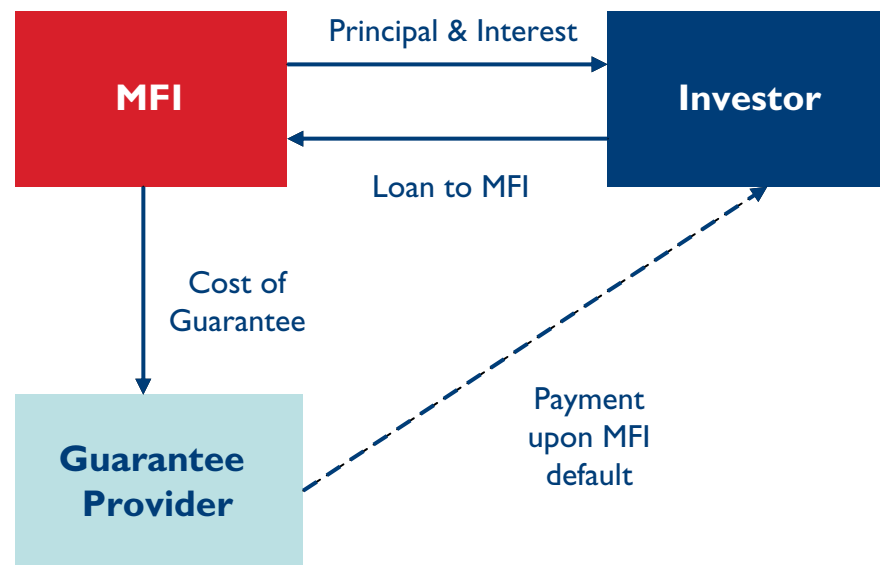 Principal & Interest
MFI
Investor
Loan to MFI
Cost of
Guarantee
Payment
upon MFI
default
Guarantee
Provider